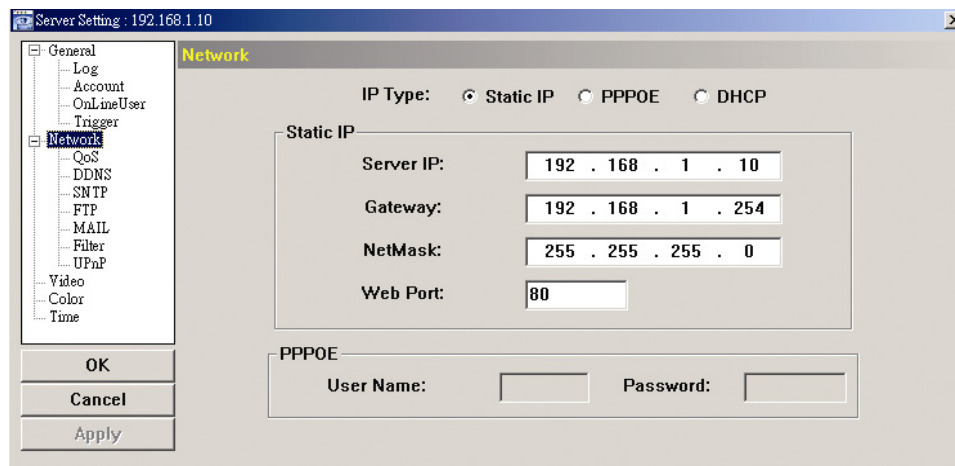 Server Setting : 192.168.1.10
General
Log
Account
OnLineUser
Trigger
Network
QoS
DDNS
SNTP
FTP
MAIL
Filter
UPnP
Video
Color
Time
OK
Cancel
Apply
Network
IP Type: Static IP PPPOE DHCP
Static IP
Server IP: 192 . 168 . 1 . 10
Gateway: 192 . 168 . 1 . 254
NetMask: 255 . 255 . 255 . 0
Web Port: 80
PPPOE
User Name: Password: